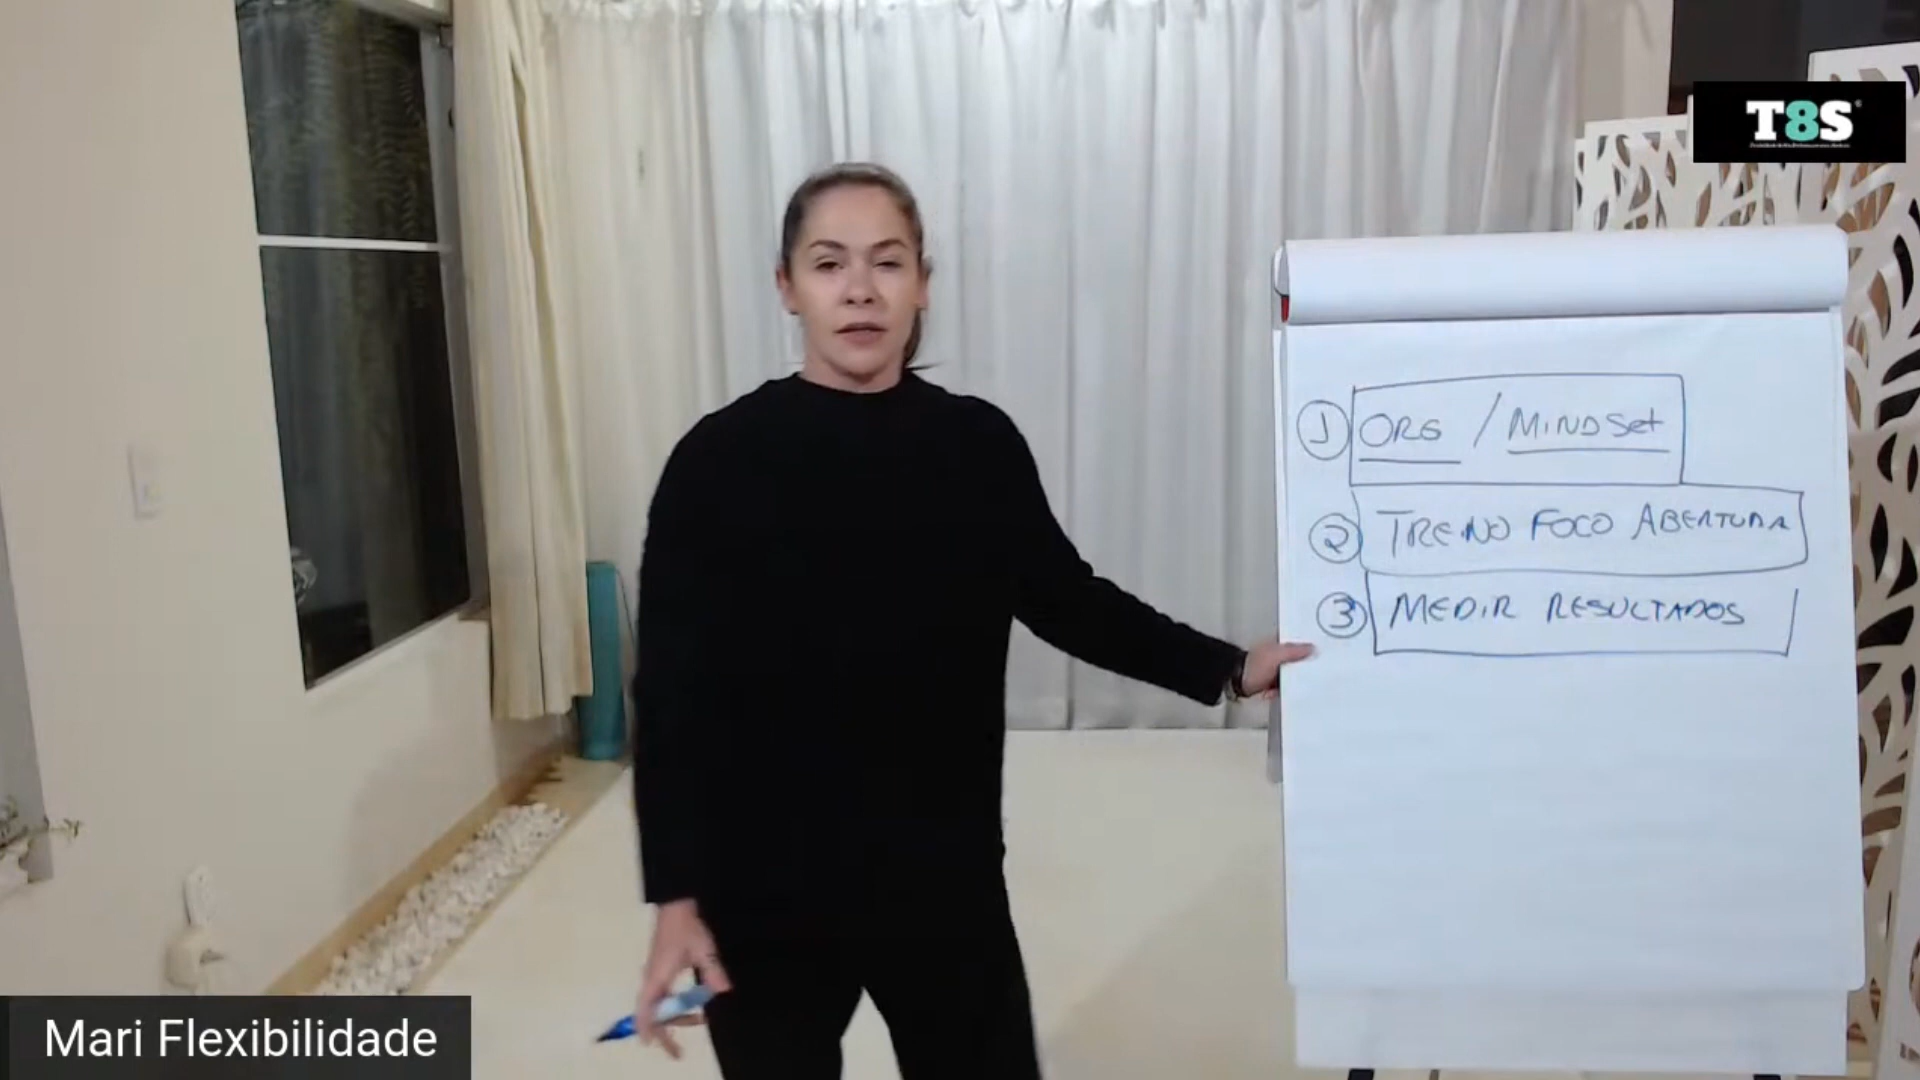 T8S®
1 ORG / MINDSet
2 TREINO FOCO ABERTURA
3 MEDIR RESULTADOS
Mari Flexibilidade